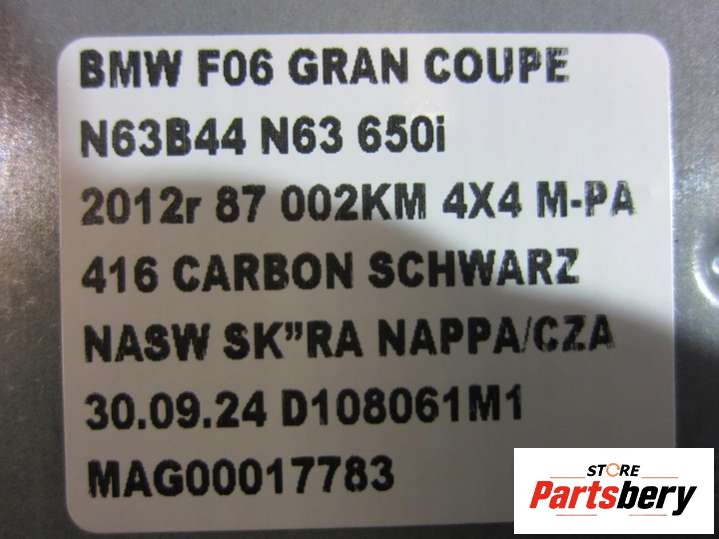 BMW F06 GRAN COUPE
N63B44 N63 650i
2012r 87 002KM 4X4 M-PA
416 CARBON SCHWARZ
NASW SK”RA NAPPA/CZA
30.09.24 D108061M1
MAG00017783
STORE
Partsbery